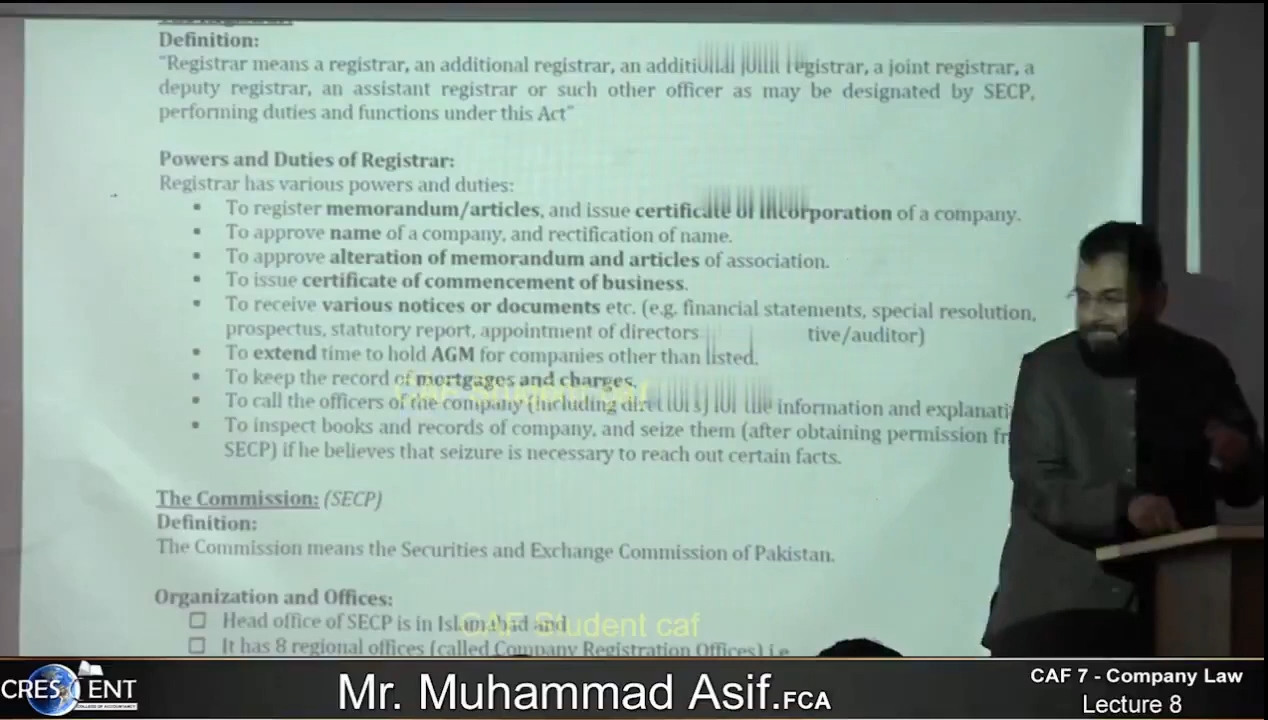 Definition:
"Registrar means a registrar, an additional registrar, an additional joint registrar, a joint registrar, a
deputy registrar, an assistant registrar or such other officer as may be designated by SECP,
performing duties and functions under this Act"
Powers and Duties of Registrar:
Registrar has various powers and duties:
▪ To register memorandum/articles, and issue certificate of incorporation of a company.
▪ To approve name of a company, and rectification of name.
▪ To approve alteration of memorandum and articles of association.
▪ To issue certificate of commencement of business.
▪ To receive various notices or documents etc. (e.g. financial statements, special resolution,
prospectus, statutory report, appointment of directors tive/auditor)
▪ To extend time to hold AGM for companies other than listed.
▪ To keep the record of mortgages and charges.
▪ To call the officers of the company (including directors) for the information and explanati
▪ To inspect books and records of company, and seize them (after obtaining permission fr
SECP) if he believes that seizure is necessary to reach out certain facts.
CAF Student caf
The Commission: (SECP)
Definition:
The Commission means the Securities and Exchange Commission of Pakistan.
Organization and Offices:
☐ Head office of SECP is in Islamabad and
CAF Student caf
☐ It has 8 regional offices (called Company Registration Offices) i.e
CRESCENT
COLLEGE OF ACCOUNTANCY
Mr. Muhammad Asif.FCA
CAF 7 - Company Law
Lecture 8